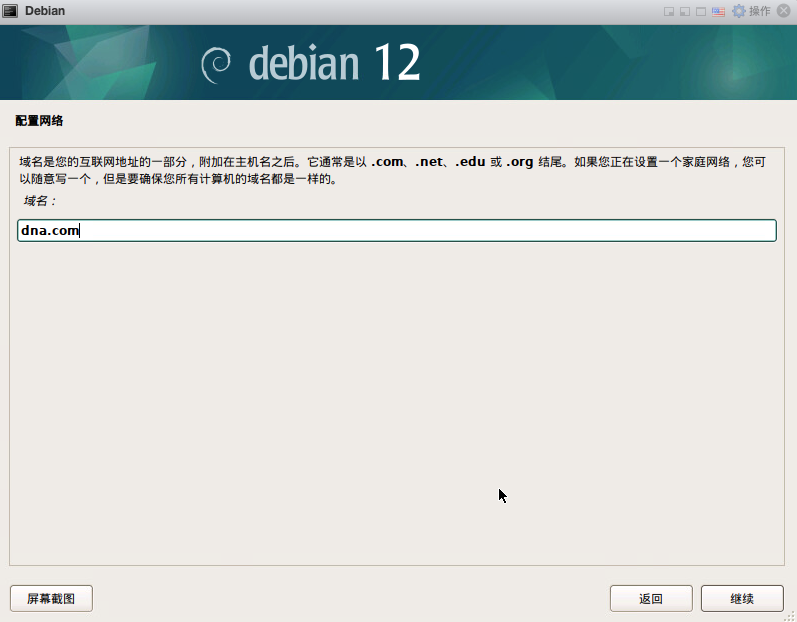 Debian
操作
debian 12
配置网络
域名是您的互联网地址的一部分，附加在主机名之后。它通常是以 .com、.net、.edu 或 .org 结尾。如果您正在设置一个家庭网络，您可
以随意写一个，但是要确保您所有计算机的域名都是一样的。
域名：
dna.com
屏幕截图
返回
继续